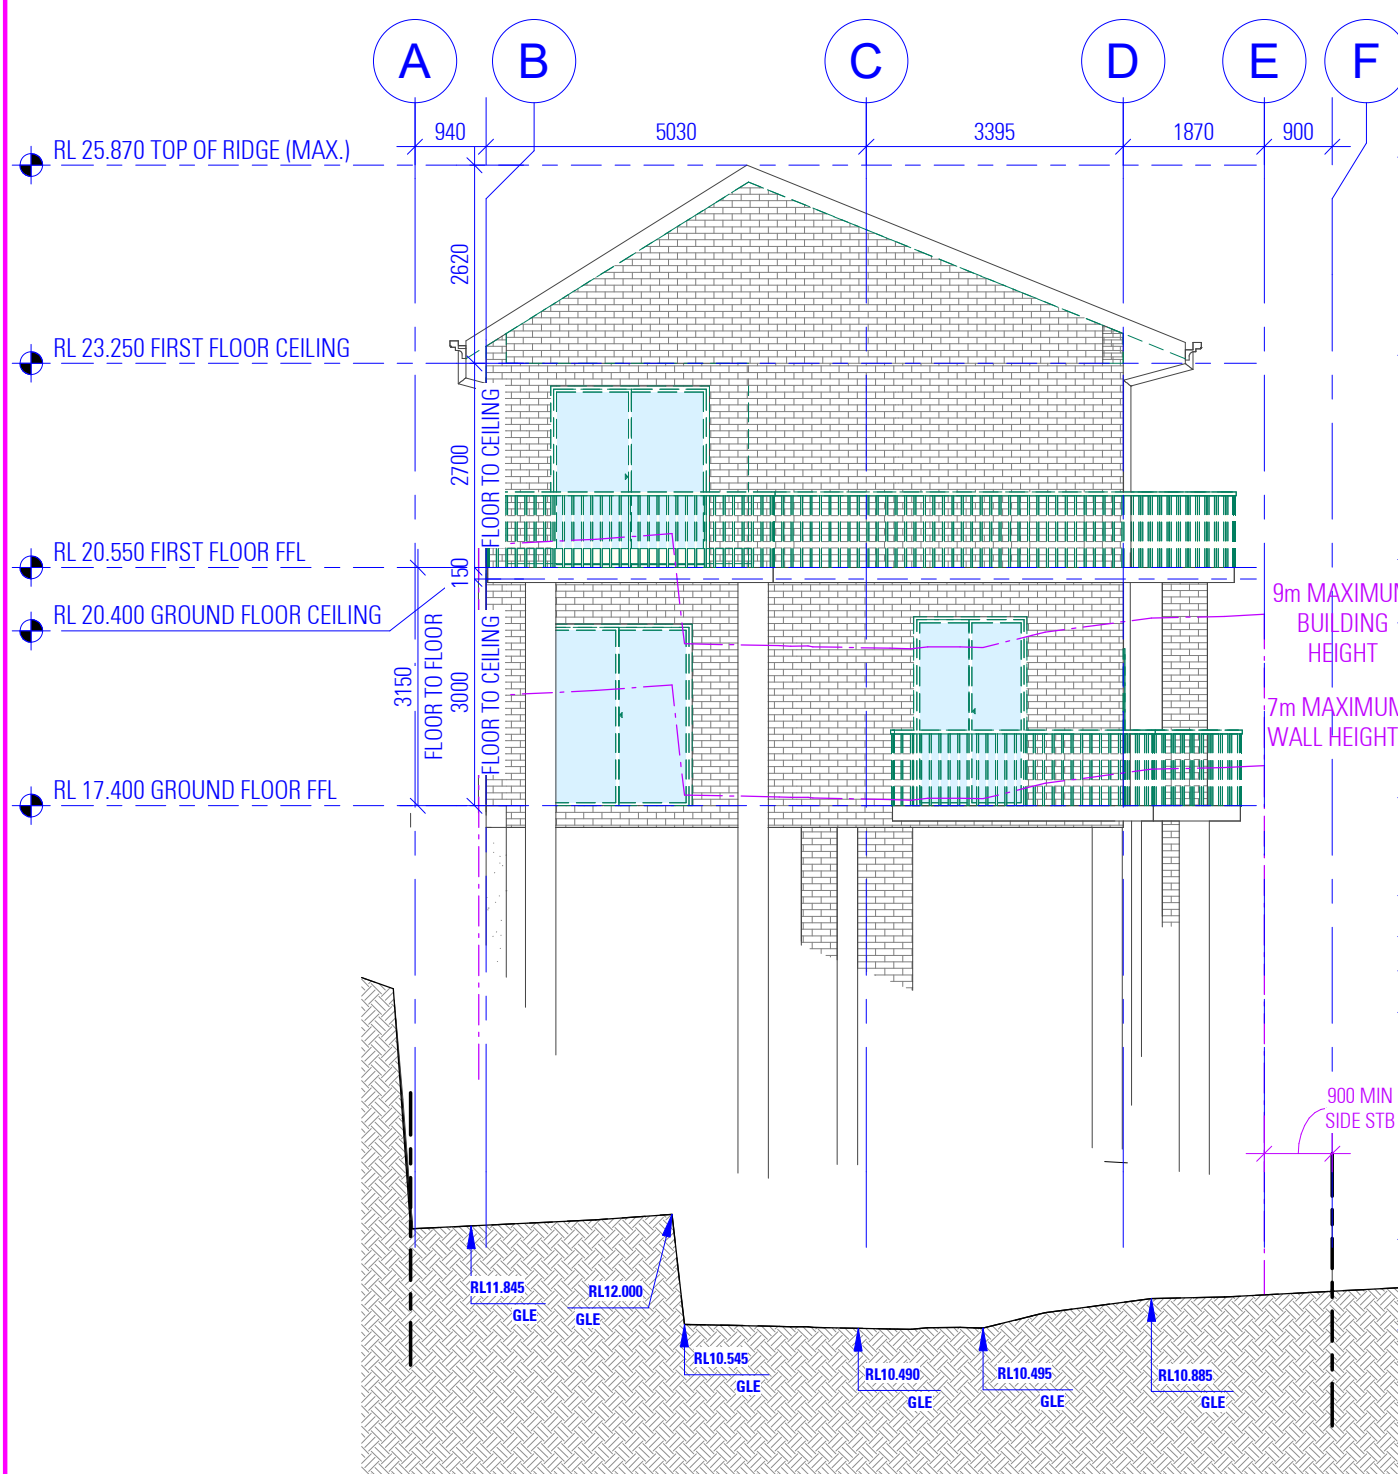 A B C D E F
940 5030 3395 1870 900
RL 25.870 TOP OF RIDGE (MAX.)
2620
RL 23.250 FIRST FLOOR CEILING
2700
FLOOR TO CEILING
RL 20.550 FIRST FLOOR FFL
150
RL 20.400 GROUND FLOOR CEILING
3150
FLOOR TO FLOOR
3000
FLOOR TO CEILING
RL 17.400 GROUND FLOOR FFL
9m MAXIMUM
BUILDING
HEIGHT
7m MAXIMUM
WALL HEIGHT
900 MIN
SIDE STB
RL11.845
GLE
RL12.000
GLE
RL10.545
GLE
RL10.490
GLE
RL10.495
GLE
RL10.885
GLE